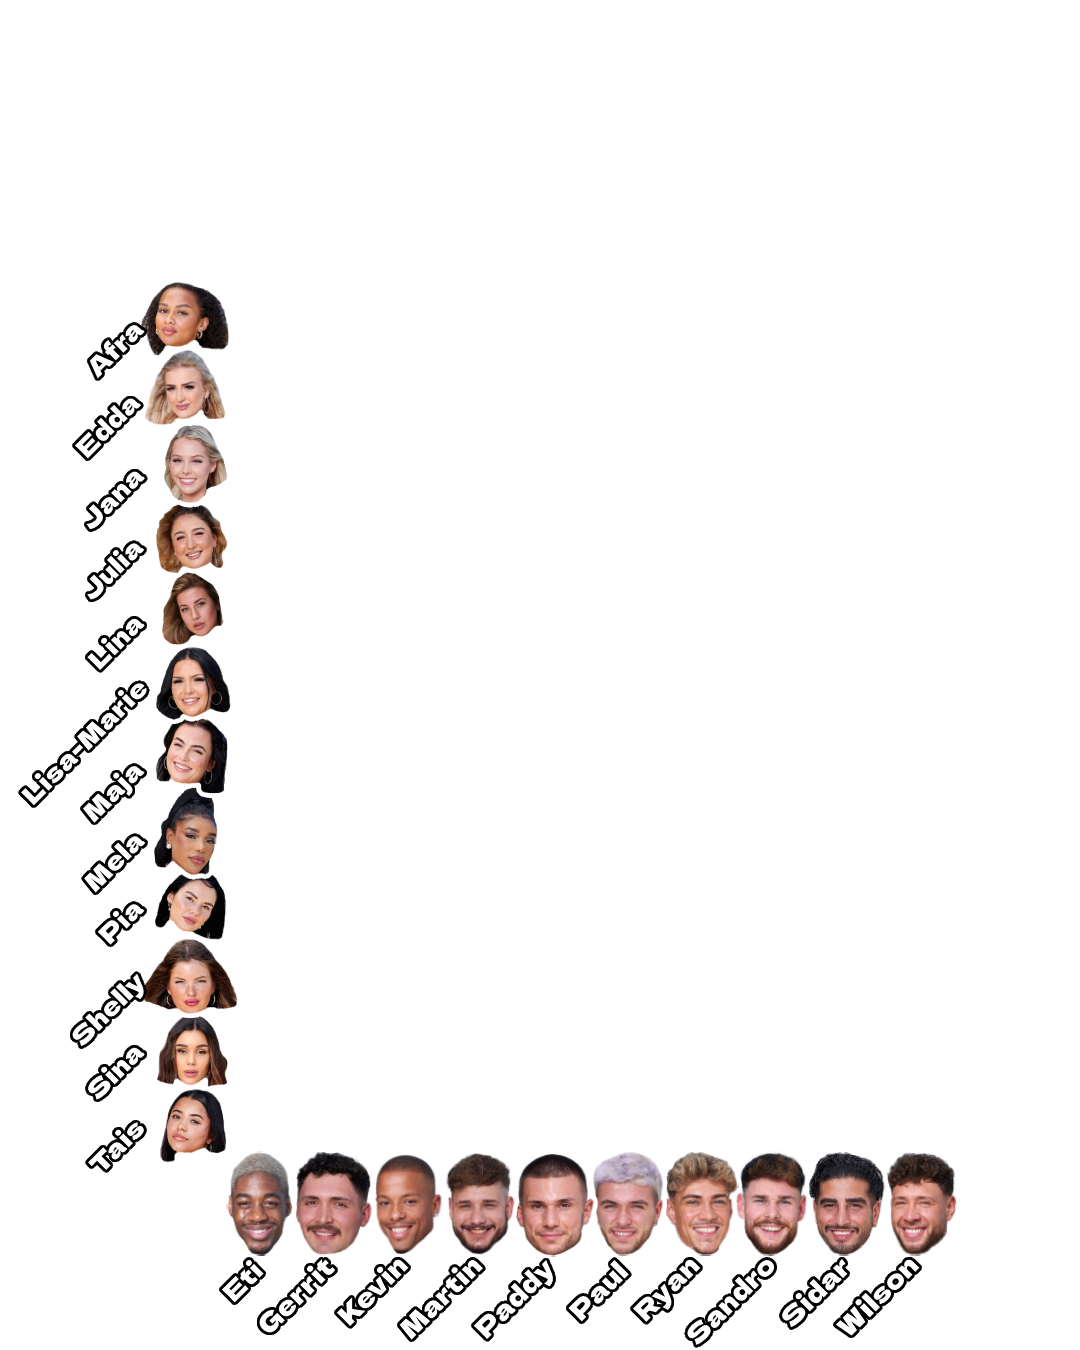 Afra
Edda
Jana
Julia
Lina
Lisa-Marie
Maja
Mela
Pia
Shelly
Sina
Tais
Eti
Gerrit
Kevin
Martin
Paddy
Paul
Ryan
Sandro
Sidar
Wilson